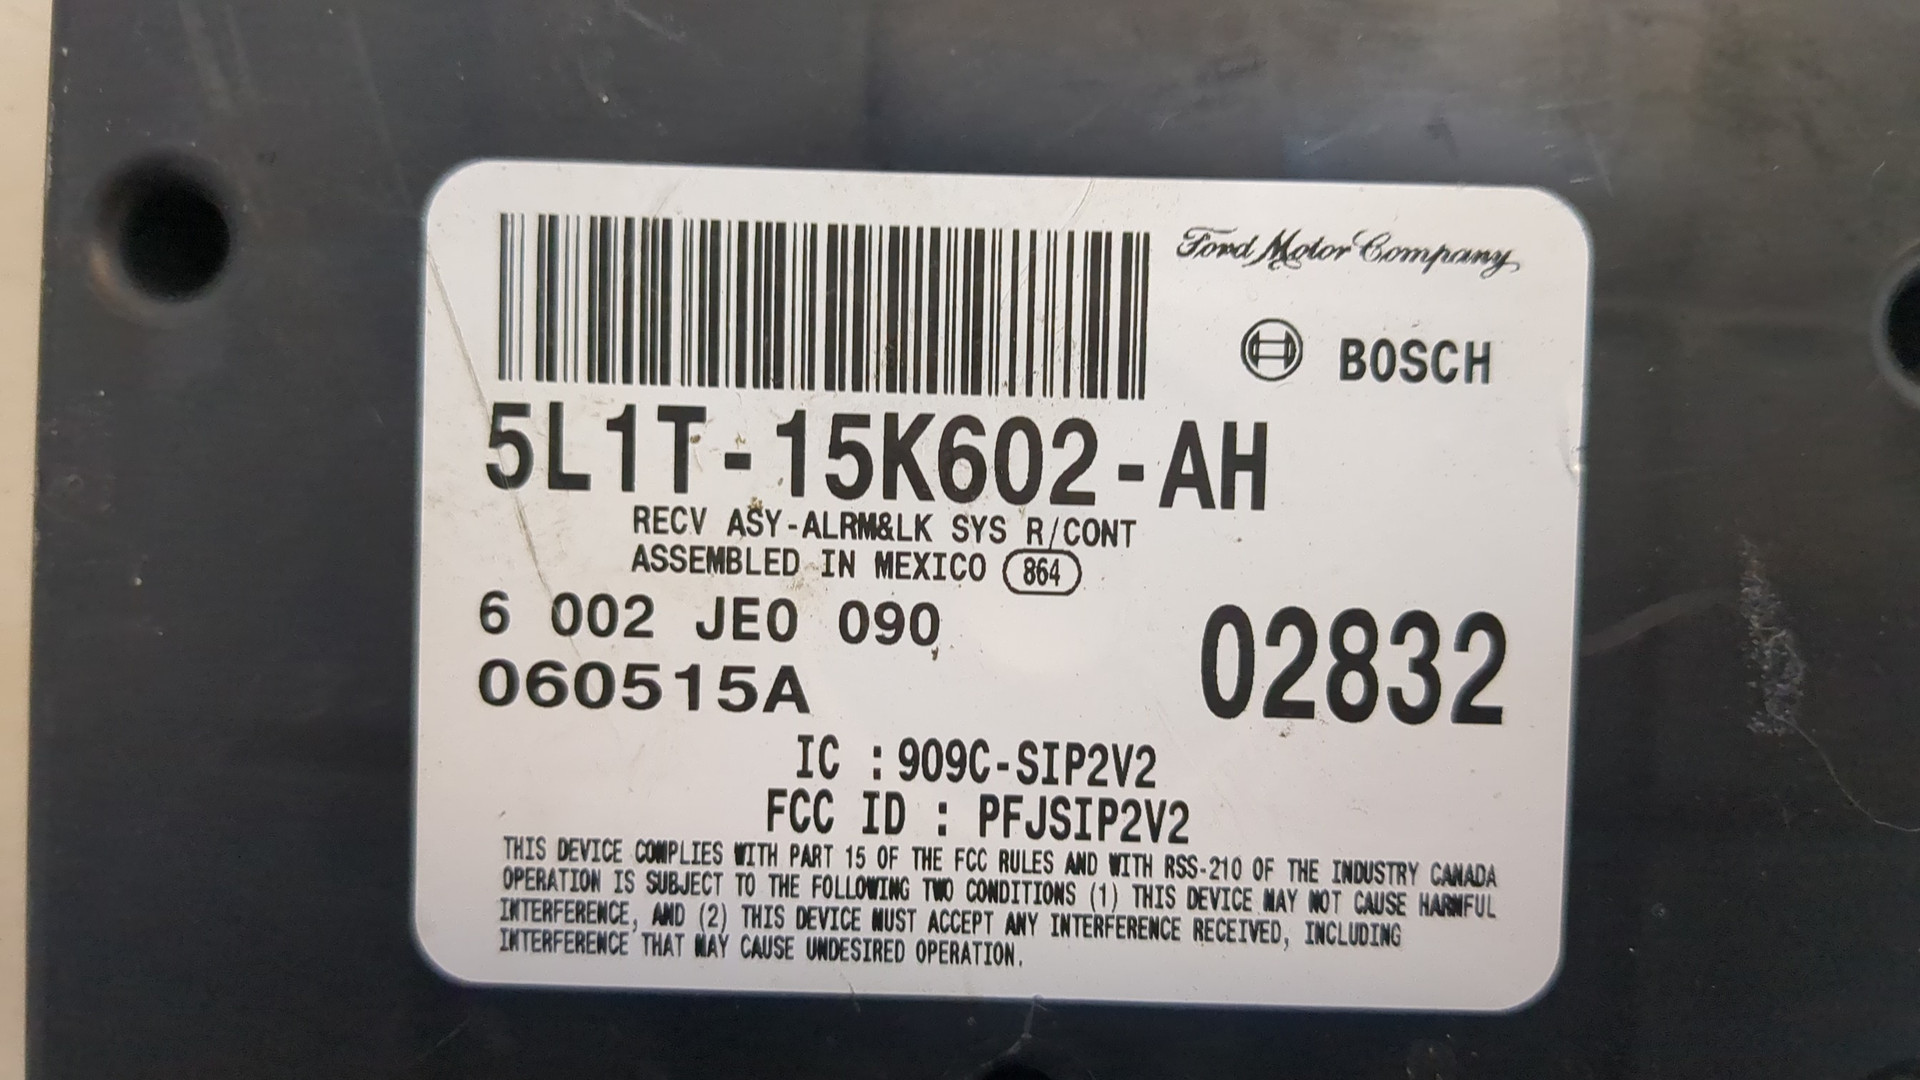 Ford Motor Company
BOSCH
5L1T-15K602-AH
RECV ASY-ALRM&LK SYS R/CONT
ASSEMBLED IN MEXICO 864
6 002 JE0 090
02832
060515A
IC :909C-SIP2V2
FCC ID : PFJSIP2V2
THIS DEVICE COMPLIES WITH PART 15 OF THE FCC RULES AND WITH RSS-210 OF THE INDUSTRY CANADA
OPERATION IS SUBJECT TO THE FOLLOWING TWO CONDITIONS (1) THIS DEVICE MAY NOT CAUSE HARMFUL
INTERFERENCE, AND (2) THIS DEVICE MUST ACCEPT ANY INTERFERENCE RECEIVED, INCLUDING
INTERFERENCE THAT MAY CAUSE UNDESIRED OPERATION.